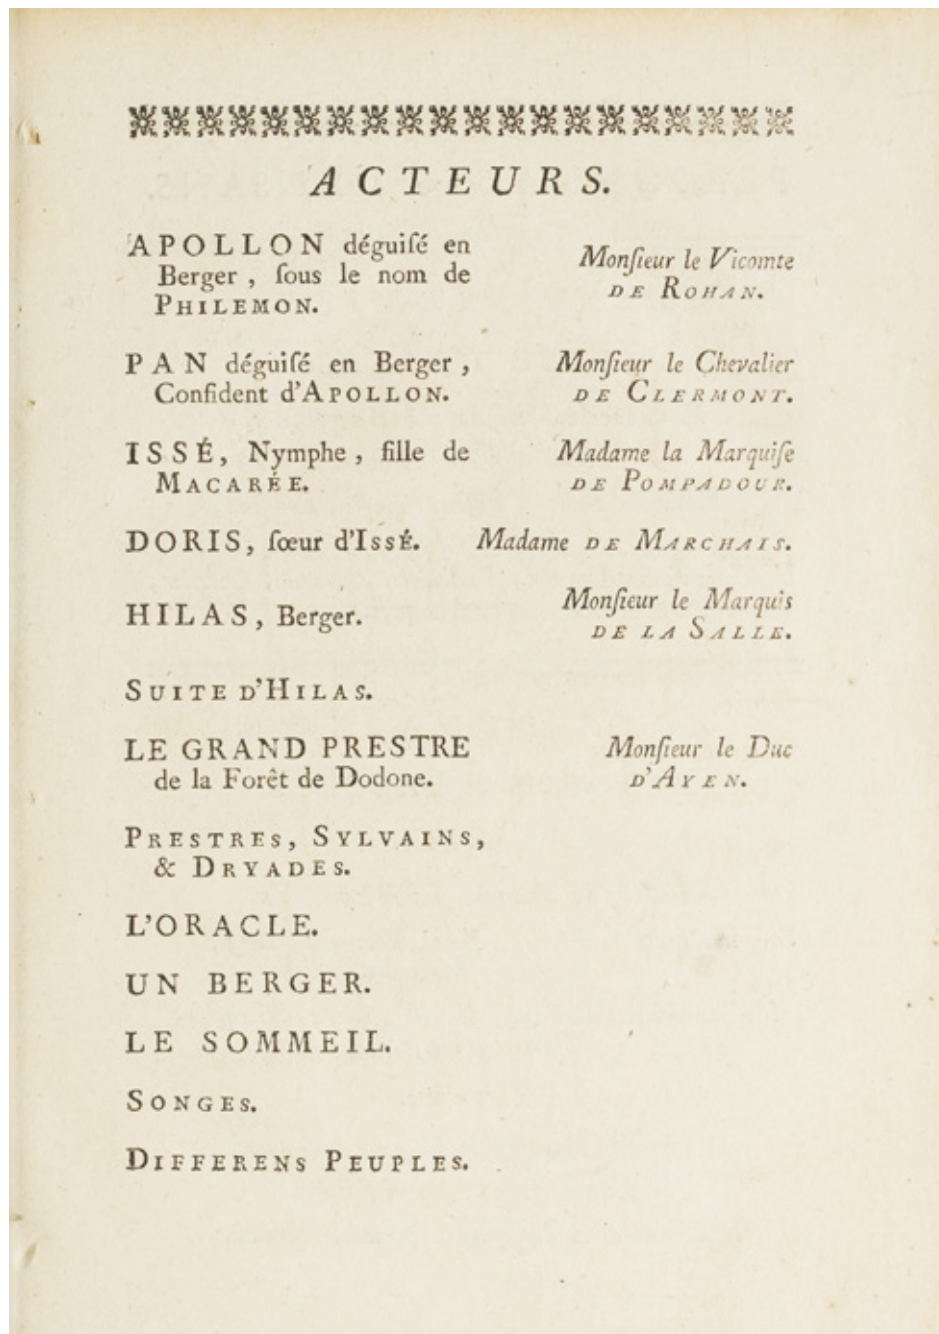 ACTEURS.
APOLLON déguiſé en
Berger, ſous le nom de
PHILEMON.
Monſieur le Vicomte
DE ROHAN.
PAN déguiſé en Berger,
Confident d'APOLLON.
Monſieur le Chevalier
DE CLERMONT.
ISSÉ, Nymphe, fille de
MACARÉE.
Madame la Marquiſe
DE POMPADOUR.
DORIS, ſœur d'ISSÉ.
Madame DE MARCHAIS.
HILAS, Berger.
Monſieur le Marquis
DE LA SALLE.
SUITE D'HILAS.
LE GRAND PRESTRE
de la Forêt de Dodone.
Monſieur le Duc
D'AYEN.
PRESTRES, SYLVAINS,
& DRYADES.
L'ORACLE.
UN BERGER.
LE SOMMEIL.
SONGES.
DIFFERENS PEUPLES.